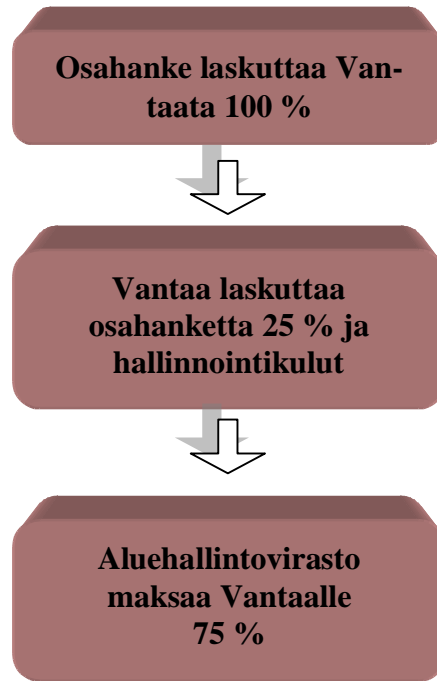 Osahanke laskuttaa Van-
taata 100 %
Vantaa laskuttaa
osahanketta 25 % ja
hallinnointikulut
Aluehallintovirasto
maksaa Vantaalle
75 %